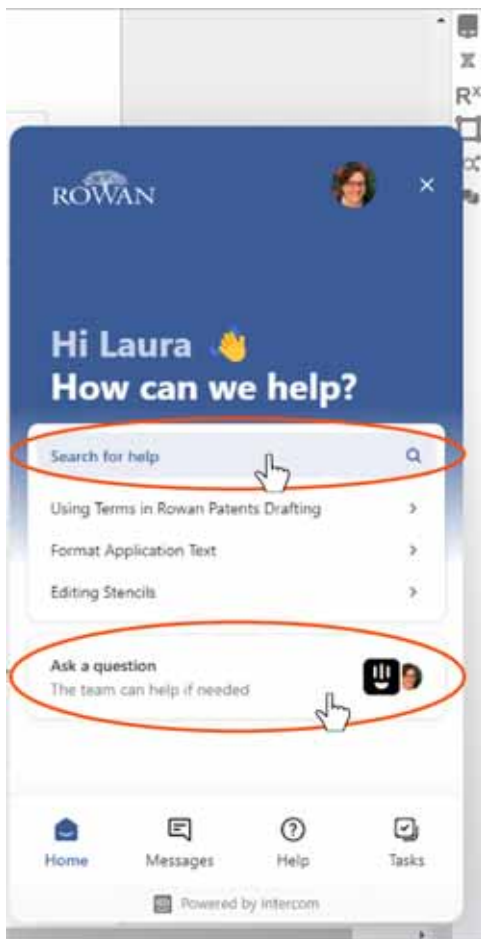 R^x
ROWAN
Hi Laura 👋
How can we help?
Search for help
Using Terms in Rowan Patents Drafting
Format Application Text
Editing Stencils
Ask a question
The team can help if needed
Home Messages Help Tasks
Powered by Intercom